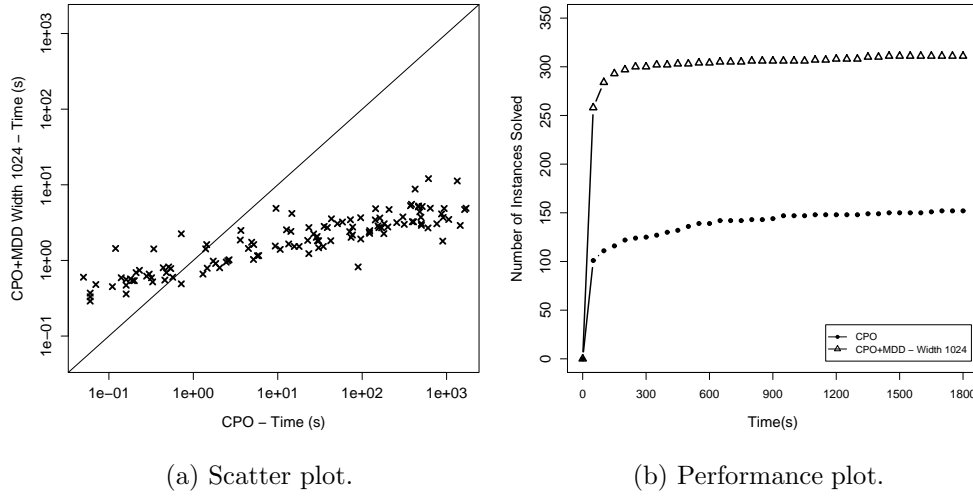 1e+03
1e+02
1e+01
1e+00
1e−01
CPO+MDD Width 1024 − Time (s)
1e−01 1e+00 1e+01 1e+02 1e+03
CPO − Time (s)
(a) Scatter plot.
350
300
250
200
150
100
50
0
Number of Instances Solved
CPO
CPO+MDD − Width 1024
0 300 600 900 1200 1500 1800
Time(s)
(b) Performance plot.